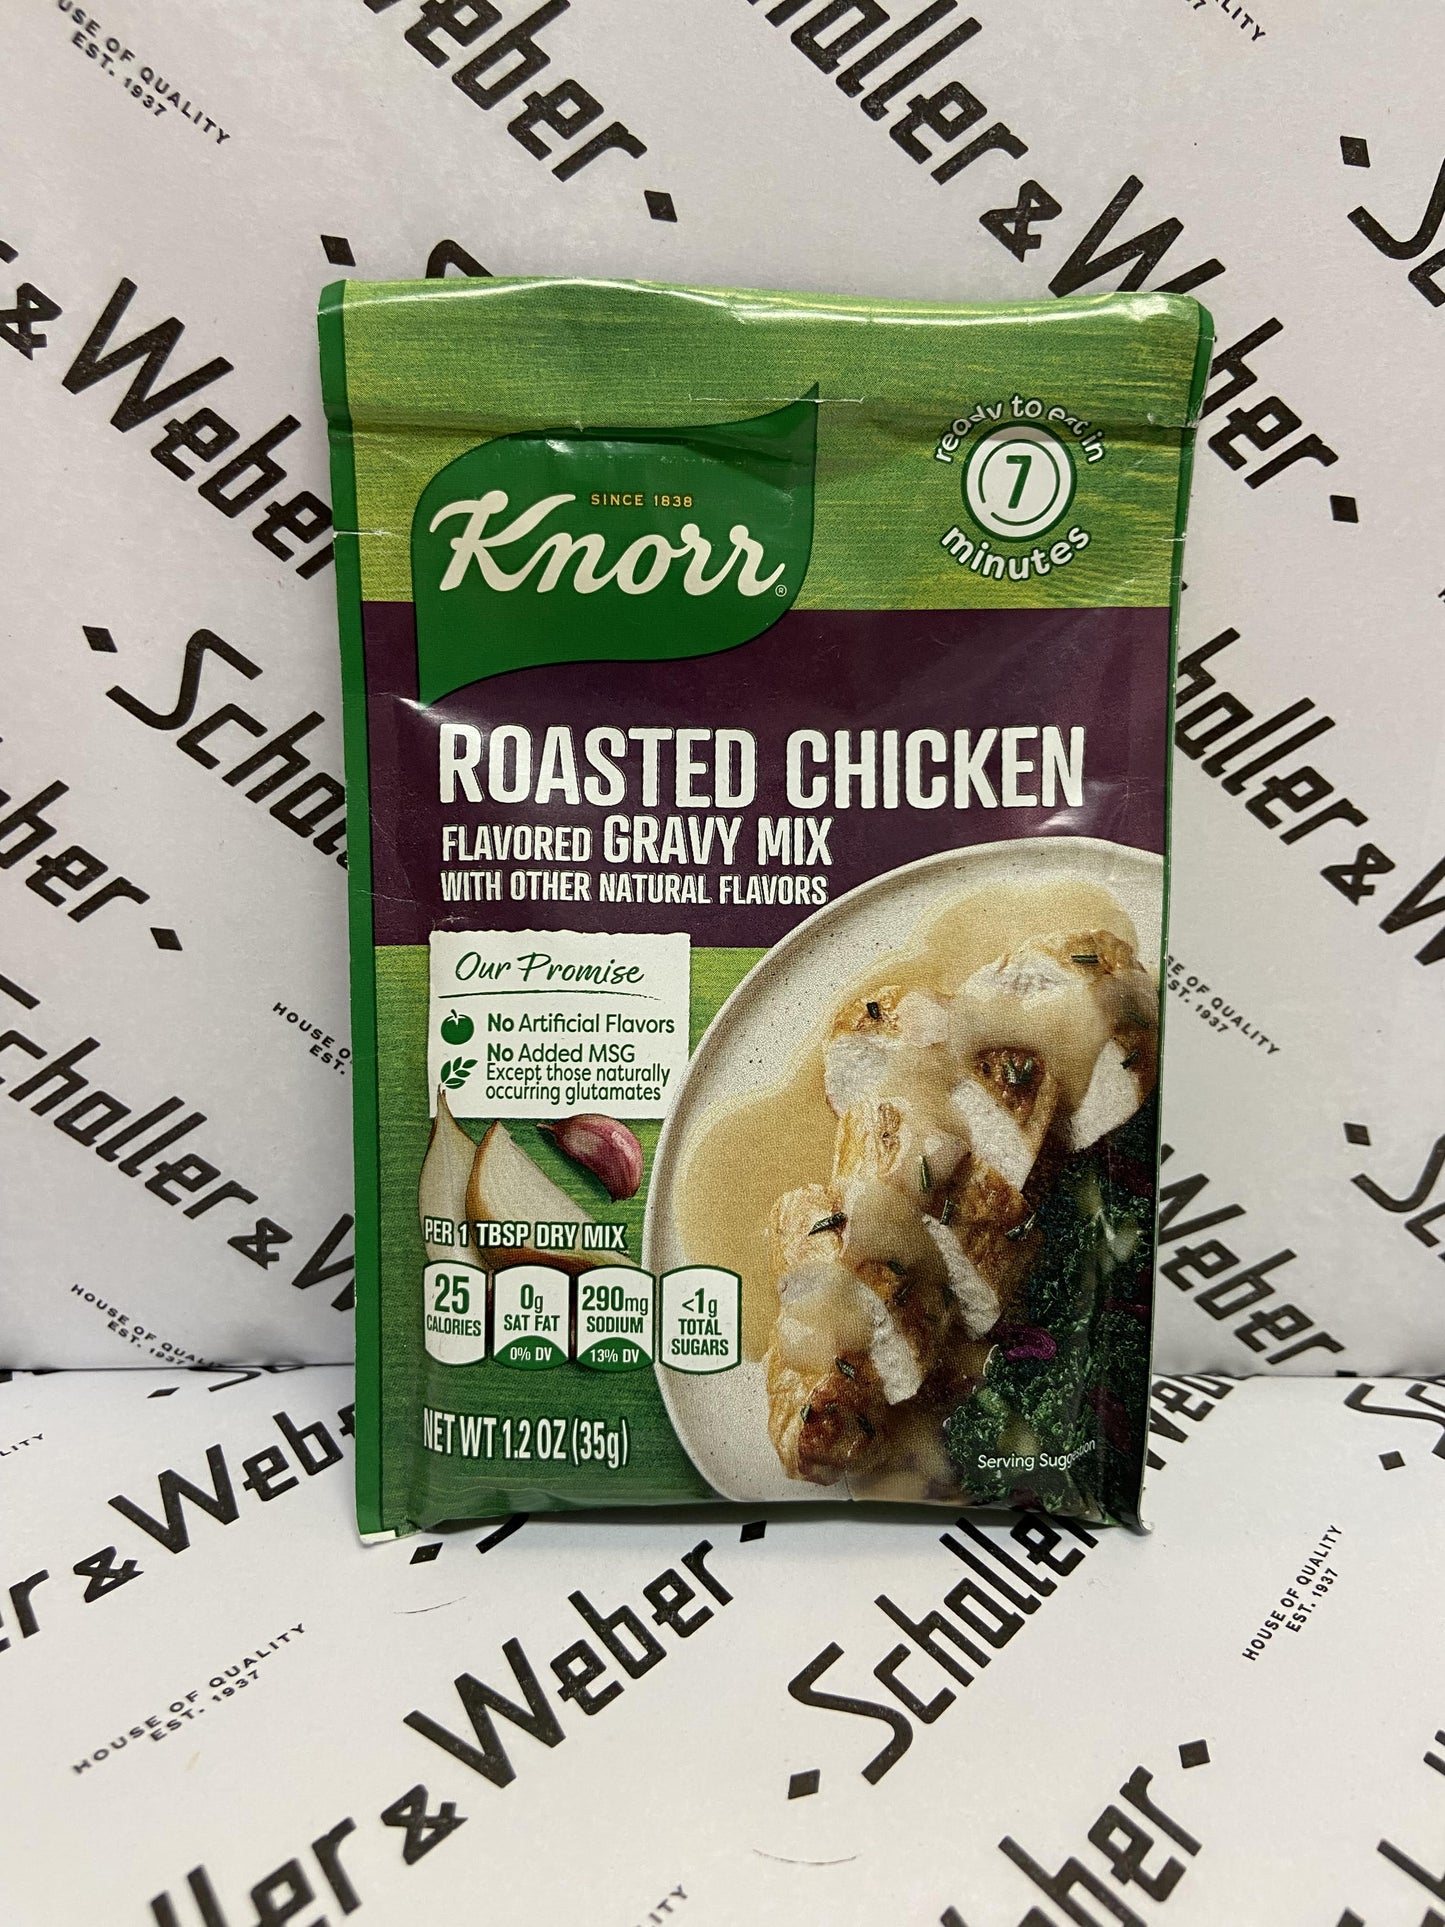 SINCE 1838
Knorr®
ready to eat in
7
minutes
ROASTED CHICKEN
FLAVORED GRAVY MIX
WITH OTHER NATURAL FLAVORS
Our Promise
No Artificial Flavors
No Added MSG
Except those naturally
occurring glutamates
PER 1 TBSP DRY MIX
25
CALORIES
0g
SAT FAT
0% DV
290mg
SODIUM
13% DV
<1g
TOTAL
SUGARS
NET WT 1.2 OZ (35g)
Serving Suggestion
Schaller & Weber
HOUSE OF QUALITY
EST. 1937